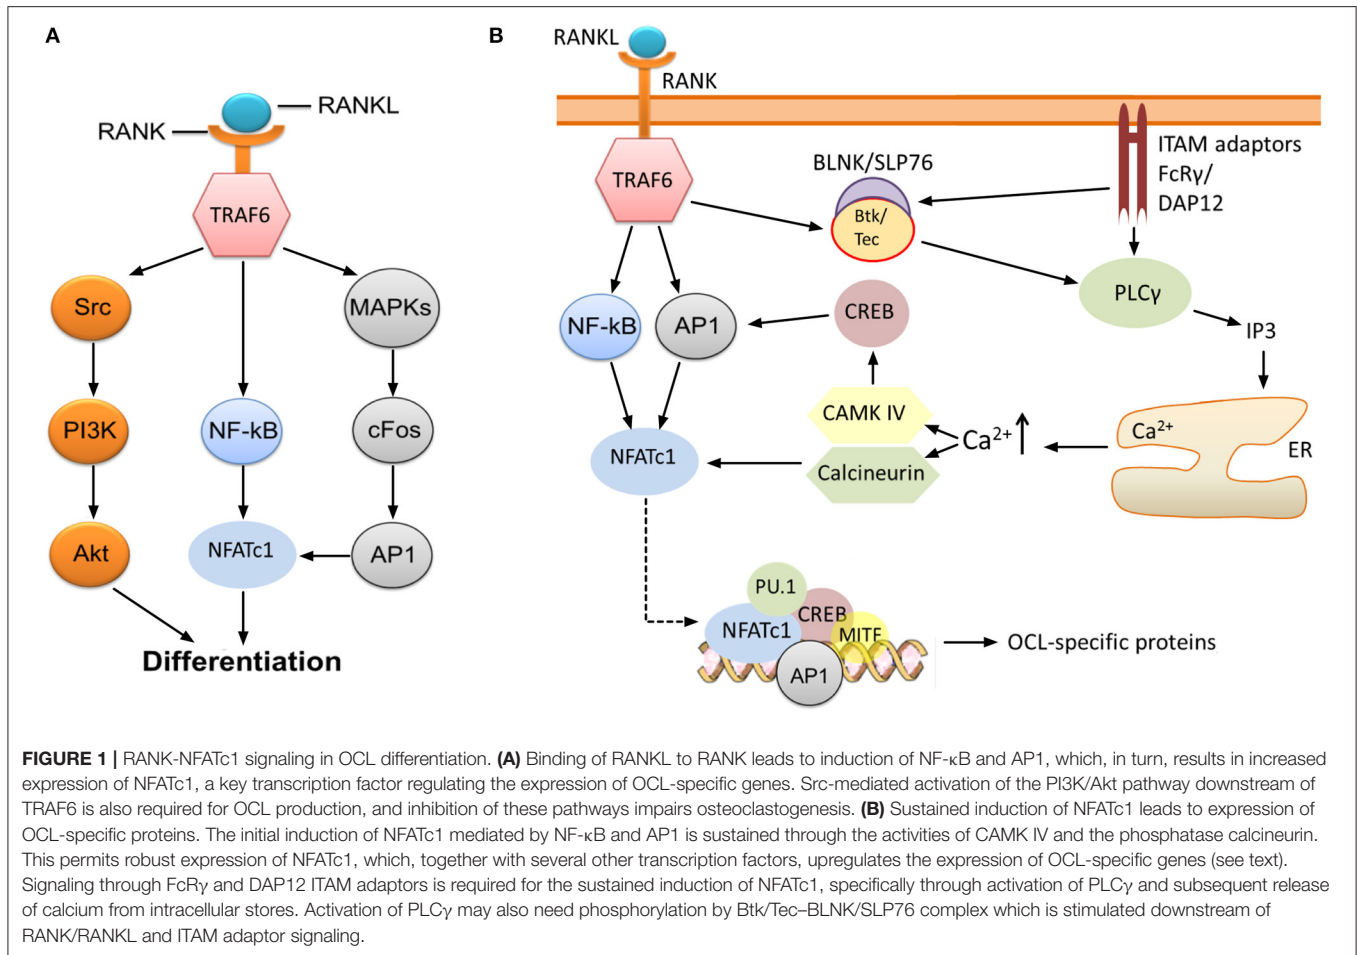 A
RANKL
RANK
TRAF6
Src
MAPKs
PI3K
NF-kB
cFos
Akt
NFATc1
AP1
Differentiation
B
RANKL
RANK
TRAF6
BLNK/SLP76
Btk/
Tec
ITAM adaptors
FcRγ/
DAP12
PLCγ
IP3
NF-kB
AP1
CREB
CAMK IV
Calcineurin
Ca2+
Ca2+
ER
NFATc1
PU.1
CREB
NFATc1
MITF
AP1
OCL-specific proteins
FIGURE 1 | RANK-NFATc1 signaling in OCL differentiation. (A) Binding of RANKL to RANK leads to induction of NF-κB and AP1, which, in turn, results in increased
expression of NFATc1, a key transcription factor regulating the expression of OCL-specific genes. Src-mediated activation of the PI3K/Akt pathway downstream of
TRAF6 is also required for OCL production, and inhibition of these pathways impairs osteoclastogenesis. (B) Sustained induction of NFATc1 leads to expression of
OCL-specific proteins. The initial induction of NFATc1 mediated by NF-κB and AP1 is sustained through the activities of CAMK IV and the phosphatase calcineurin.
This permits robust expression of NFATc1, which, together with several other transcription factors, upregulates the expression of OCL-specific genes (see text).
Signaling through FcRγ and DAP12 ITAM adaptors is required for the sustained induction of NFATc1, specifically through activation of PLCγ and subsequent release
of calcium from intracellular stores. Activation of PLCγ may also need phosphorylation by Btk/Tec–BLNK/SLP76 complex which is stimulated downstream of
RANK/RANKL and ITAM adaptor signaling.